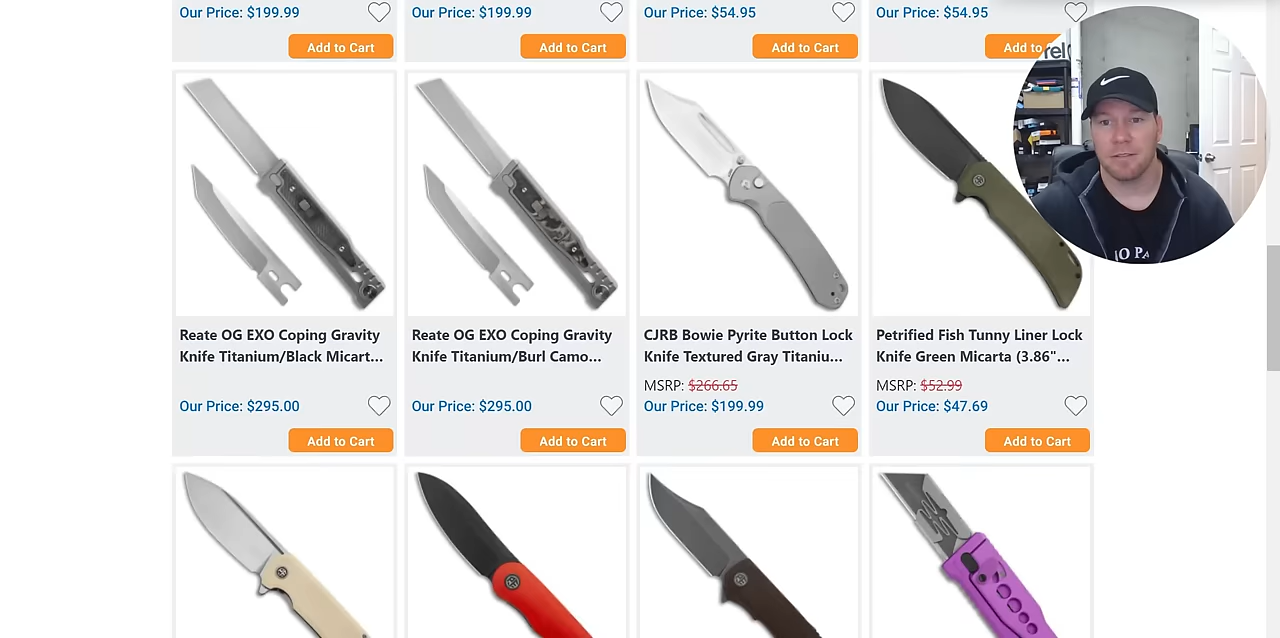 Our Price: $199.99
Our Price: $199.99
Our Price: $54.95
Our Price: $54.95
Add to Cart
Add to Cart
Add to Cart
Add to
Reate OG EXO Coping Gravity
Knife Titanium/Black Micart...
Our Price: $295.00
Add to Cart
Reate OG EXO Coping Gravity
Knife Titanium/Burl Camo...
Our Price: $295.00
Add to Cart
CJRB Bowie Pyrite Button Lock
Knife Textured Gray Titaniu...
MSRP: $266.65
Our Price: $199.99
Add to Cart
Petrified Fish Tunny Liner Lock
Knife Green Micarta (3.86"...
MSRP: $52.99
Our Price: $47.69
Add to Cart